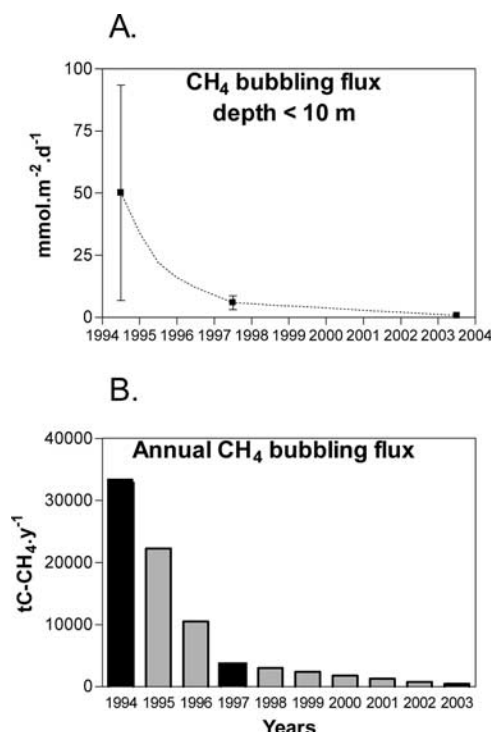 A.
CH₄ bubbling flux
depth < 10 m
mmol.m⁻².d⁻¹
100
75
50
25
0
1994 1995 1996 1997 1998 1999 2000 2001 2002 2003 2004
B.
Annual CH₄ bubbling flux
tC-CH₄.y⁻¹
40000
30000
20000
10000
0
1994 1995 1996 1997 1998 1999 2000 2001 2002 2003
Years